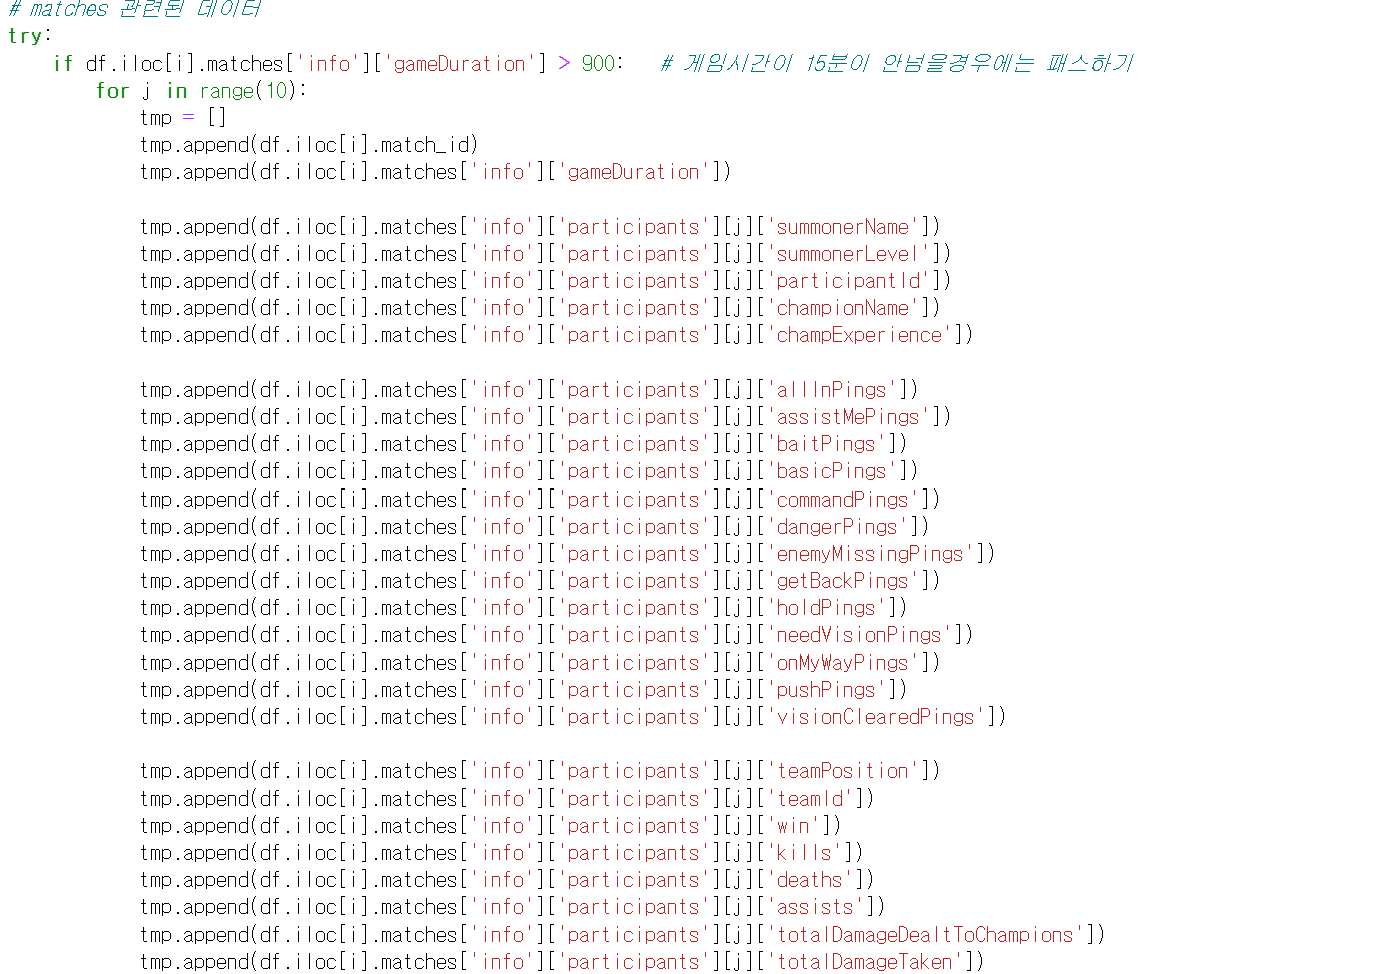 # matches 관련된 데이터
try:
    if df.iloc[i].matches['info']['gameDuration'] > 900:   # 게임시간이 15분이 안넘을경우에는 패스하기
        for j in range(10):
            tmp = []
            tmp.append(df.iloc[i].match_id)
            tmp.append(df.iloc[i].matches['info']['gameDuration'])

            tmp.append(df.iloc[i].matches['info']['participants'][j]['summonerName'])
            tmp.append(df.iloc[i].matches['info']['participants'][j]['summonerLevel'])
            tmp.append(df.iloc[i].matches['info']['participants'][j]['participantId'])
            tmp.append(df.iloc[i].matches['info']['participants'][j]['championName'])
            tmp.append(df.iloc[i].matches['info']['participants'][j]['champExperience'])

            tmp.append(df.iloc[i].matches['info']['participants'][j]['allInPings'])
            tmp.append(df.iloc[i].matches['info']['participants'][j]['assistMePings'])
            tmp.append(df.iloc[i].matches['info']['participants'][j]['baitPings'])
            tmp.append(df.iloc[i].matches['info']['participants'][j]['basicPings'])
            tmp.append(df.iloc[i].matches['info']['participants'][j]['commandPings'])
            tmp.append(df.iloc[i].matches['info']['participants'][j]['dangerPings'])
            tmp.append(df.iloc[i].matches['info']['participants'][j]['enemyMissingPings'])
            tmp.append(df.iloc[i].matches['info']['participants'][j]['getBackPings'])
            tmp.append(df.iloc[i].matches['info']['participants'][j]['holdPings'])
            tmp.append(df.iloc[i].matches['info']['participants'][j]['needVisionPings'])
            tmp.append(df.iloc[i].matches['info']['participants'][j]['onMyWayPings'])
            tmp.append(df.iloc[i].matches['info']['participants'][j]['pushPings'])
            tmp.append(df.iloc[i].matches['info']['participants'][j]['visionClearedPings'])

            tmp.append(df.iloc[i].matches['info']['participants'][j]['teamPosition'])
            tmp.append(df.iloc[i].matches['info']['participants'][j]['teamId'])
            tmp.append(df.iloc[i].matches['info']['participants'][j]['win'])
            tmp.append(df.iloc[i].matches['info']['participants'][j]['kills'])
            tmp.append(df.iloc[i].matches['info']['participants'][j]['deaths'])
            tmp.append(df.iloc[i].matches['info']['participants'][j]['assists'])
            tmp.append(df.iloc[i].matches['info']['participants'][j]['totalDamageDealtToChampions'])
            tmp.append(df.iloc[i].matches['info']['participants'][j]['totalDamageTaken'])